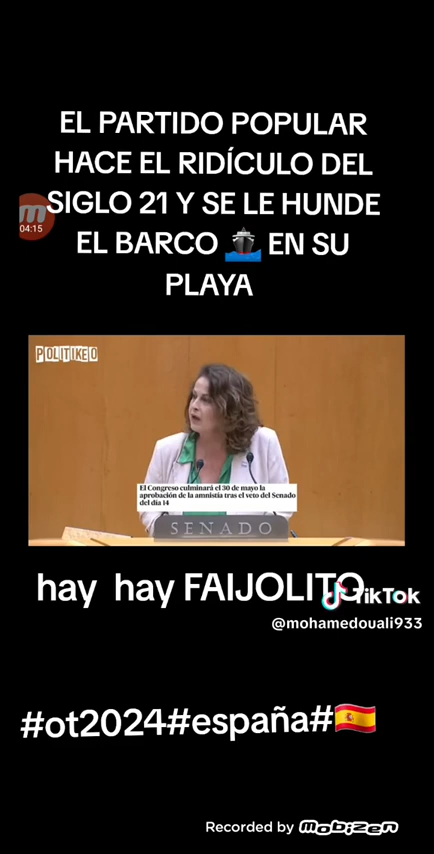 EL PARTIDO POPULAR
HACE EL RIDÍCULO DEL
SIGLO 21 Y SE LE HUNDE
04:15
EL BARCO 🚢 EN SU
PLAYA
POLITIKEO
El Congreso culminará el 30 de mayo la
aprobación de la amnistía tras el veto del Senado
del día 14
SENADO
hay hay FAIJOLITO
TikTok
@mohamedouali933
#ot2024#españa#🇪🇸
Recorded by mobizen